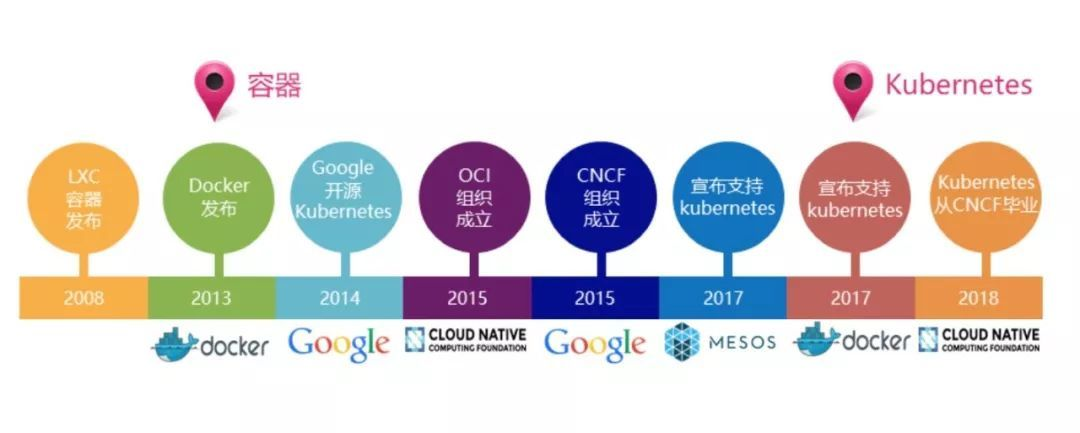 容器
Kubernetes
LXC
容器
发布
Docker
发布
Google
开源
Kubernetes
OCI
组织
成立
CNCF
组织
成立
宣布支持
kubernetes
宣布支持
kubernetes
Kubernetes
从CNCF毕业
2008
2013
2014
2015
2015
2017
2017
2018
docker
Google
CLOUD NATIVE
COMPUTING FOUNDATION
Google
MESOS
docker
CLOUD NATIVE
COMPUTING FOUNDATION